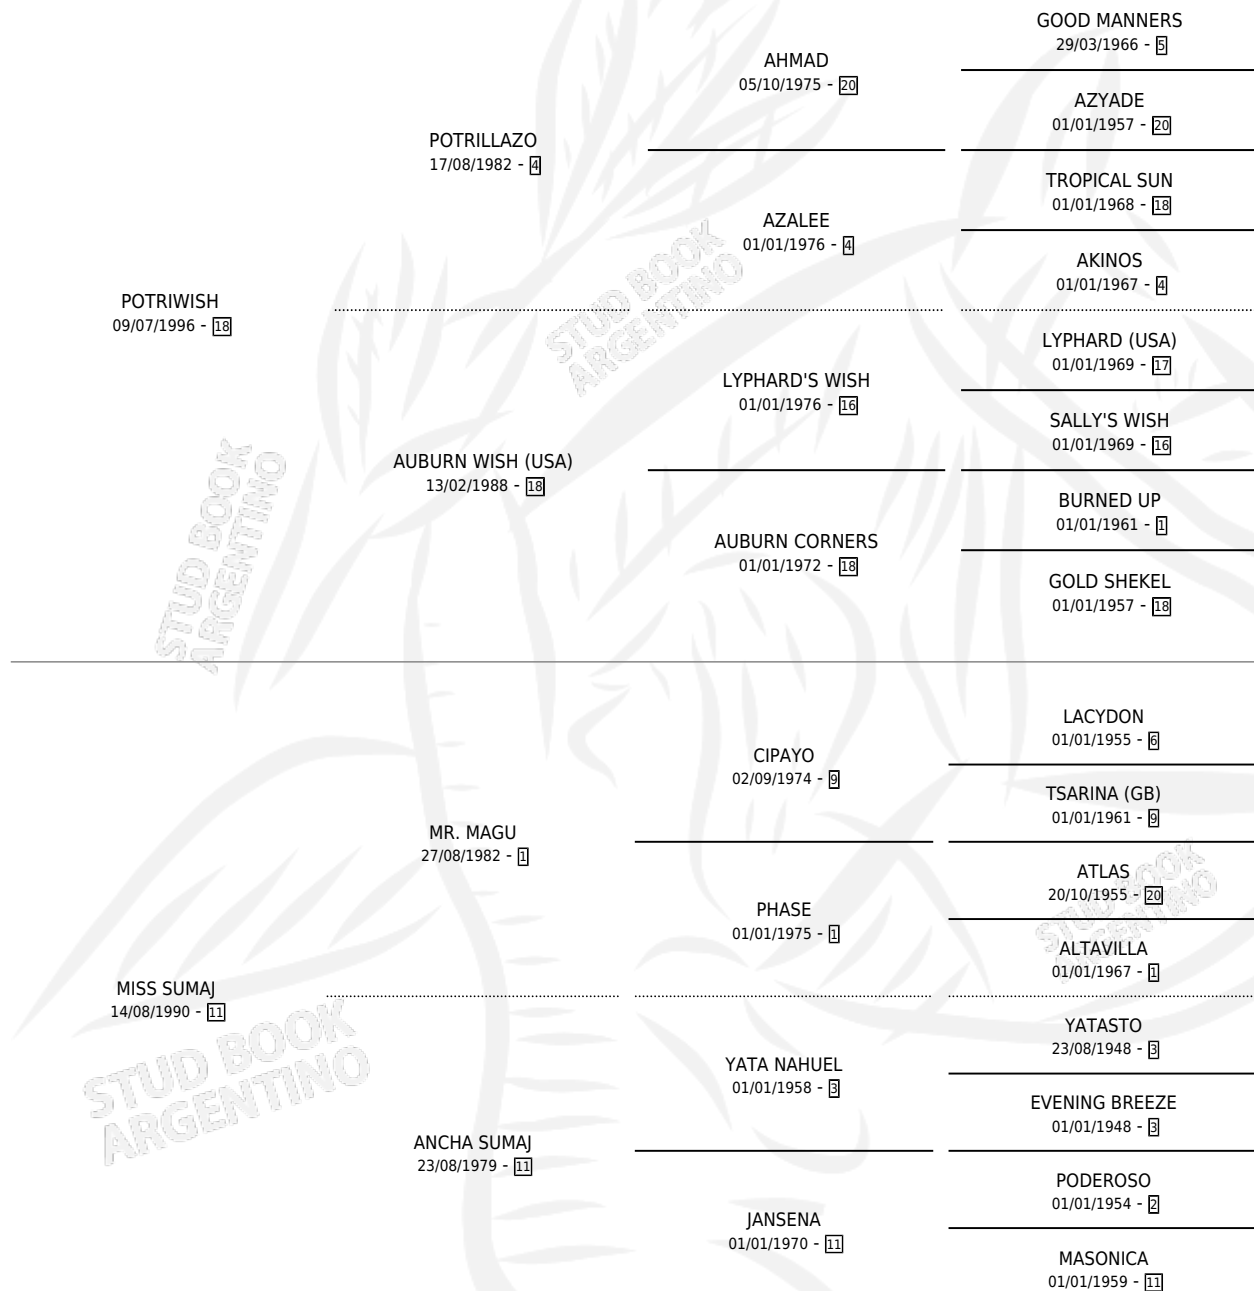 GOOD MANNERS
29/03/1966 - 5
AHMAD
05/10/1975 - 20
AZYADE
01/01/1957 - 20
POTRILLAZO
17/08/1982 - 4
TROPICAL SUN
01/01/1968 - 18
AZALEE
01/01/1976 - 4
AKINOS
01/01/1967 - 4
POTRIWISH
09/07/1996 - 18
LYPHARD (USA)
01/01/1969 - 17
LYPHARD'S WISH
01/01/1976 - 16
SALLY'S WISH
01/01/1969 - 16
AUBURN WISH (USA)
13/02/1988 - 18
BURNED UP
01/01/1961 - 1
AUBURN CORNERS
01/01/1972 - 18
GOLD SHEKEL
01/01/1957 - 18
STUD BOOK
ARGENTINO
STUD BOOK
ARGENTINO
LACYDON
01/01/1955 - 6
CIPAYO
02/09/1974 - 9
TSARINA (GB)
01/01/1961 - 9
MR. MAGU
27/08/1982 - 1
ATLAS
20/10/1955 - 20
PHASE
01/01/1975 - 1
ALTAVILLA
01/01/1967 - 1
MISS SUMAJ
14/08/1990 - 11
YATASTO
23/08/1948 - 3
YATA NAHUEL
01/01/1958 - 3
EVENING BREEZE
01/01/1948 - 3
ANCHA SUMAJ
23/08/1979 - 11
PODEROSO
01/01/1954 - 2
JANSENA
01/01/1970 - 11
MASONICA
01/01/1959 - 11
STUD BOOK
ARGENTINO
STUD BOOK
ARGENTINO